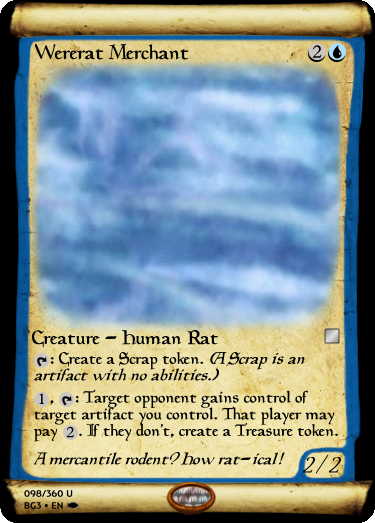 Wererat Merchant 2
Creature – Human Rat
: Create a Scrap token. (A Scrap is an
artifact with no abilities.)
1, : Target opponent gains control of
target artifact you control. That player may
pay 2. If they don't, create a Treasure token.
A mercantile rodent? How rat-ical!
2/2
098/360 U
BG3 • EN